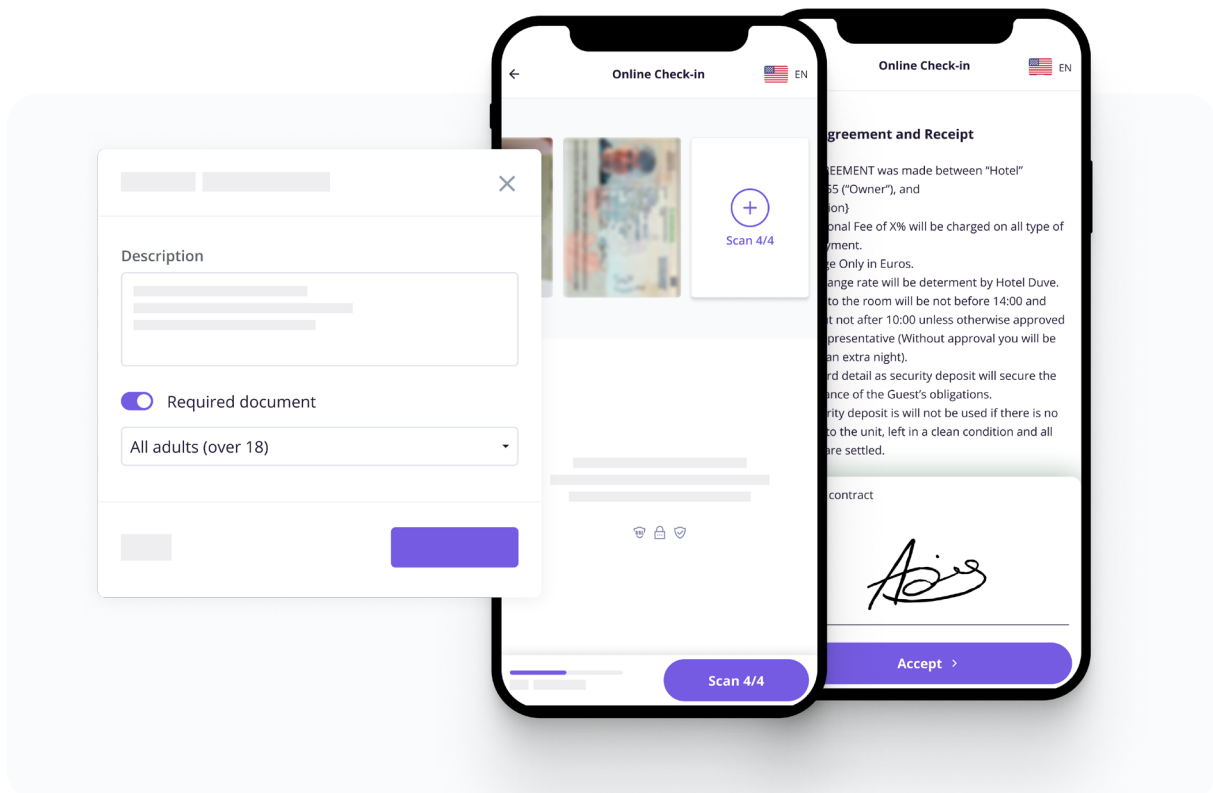 Description
Required document
All adults (over 18)
Online Check-in
EN
Scan 4/4
Scan 4/4
Online Check-in
EN
greement and Receipt
EEMENT was made between “Hotel”
55 (“Owner”), and
ion}
onal Fee of X% will be charged on all type of
yment.
ge Only in Euros.
ange rate will be determent by Hotel Duve.
to the room will be not before 14:00 and
ut not after 10:00 unless otherwise approved
presentative (Without approval you will be
an extra night).
rd detail as security deposit will secure the
ance of the Guest’s obligations.
rity deposit is will not be used if there is no
to the unit, left in a clean condition and all
are settled.
contract
Accept